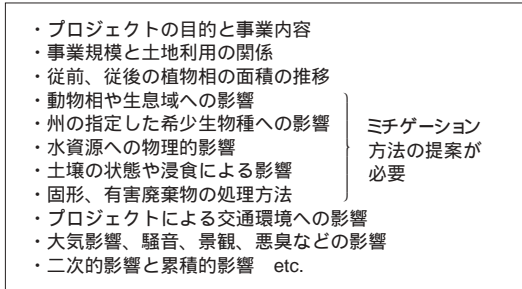 ・プロジェクトの目的と事業内容
・事業規模と土地利用の関係
・従前、従後の植物相の面積の推移
・動物相や生息域への影響
・州の指定した希少生物種への影響
・水資源への物理的影響
・土壌の状態や浸食による影響
・固形、有害廃棄物の処理方法
ミチゲーション
方法の提案が
必要
・プロジェクトによる交通環境への影響
・大気影響、騒音、景観、悪臭などの影響
・二次的影響と累積的影響 etc.